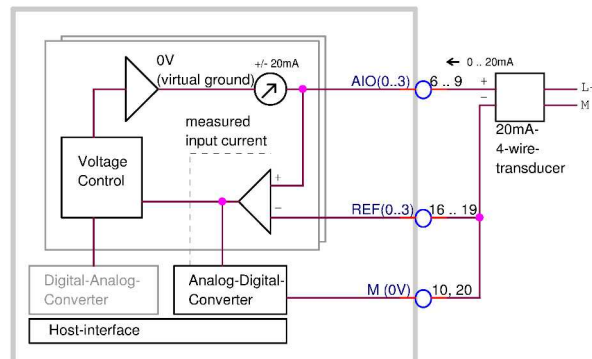 0V
(virtual ground)
+/- 20mA
AIO(0..3)
6 .. 9
0 .. 20mA
+
−
L+
M
20mA-
4-wire-
transducer
measured
input current
Voltage
Control
+
−
REF(0..3)
16 .. 19
Digital-Analog-
Converter
Analog-Digital-
Converter
M (0V)
10, 20
Host-interface